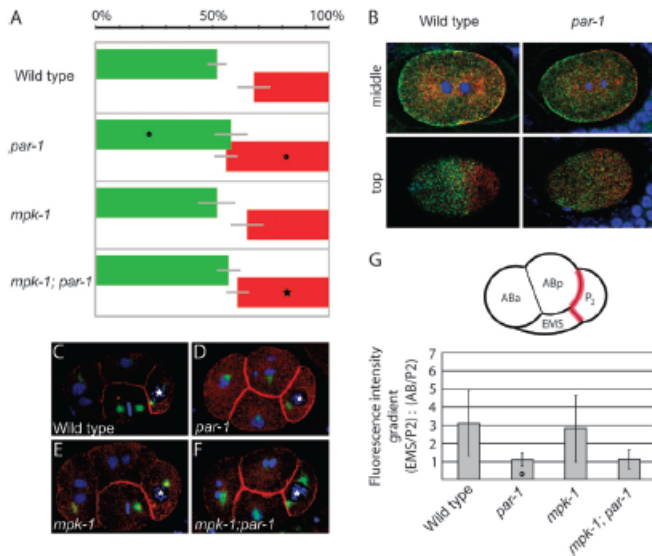 A
0% 50% 100%
Wild type
par-1
mpk-1
mpk-1; par-1
B
Wild type par-1
middle
top
C
Wild type
D
par-1
E
mpk-1
F
mpk-1;par-1
G
ABa
ABp
P2
EMS
Fluorescence intensity
gradient
(EMS/P2) : (AB/P2)
7
6
5
4
3
2
1
Wild type
par-1
mpk-1
mpk-1; par-1